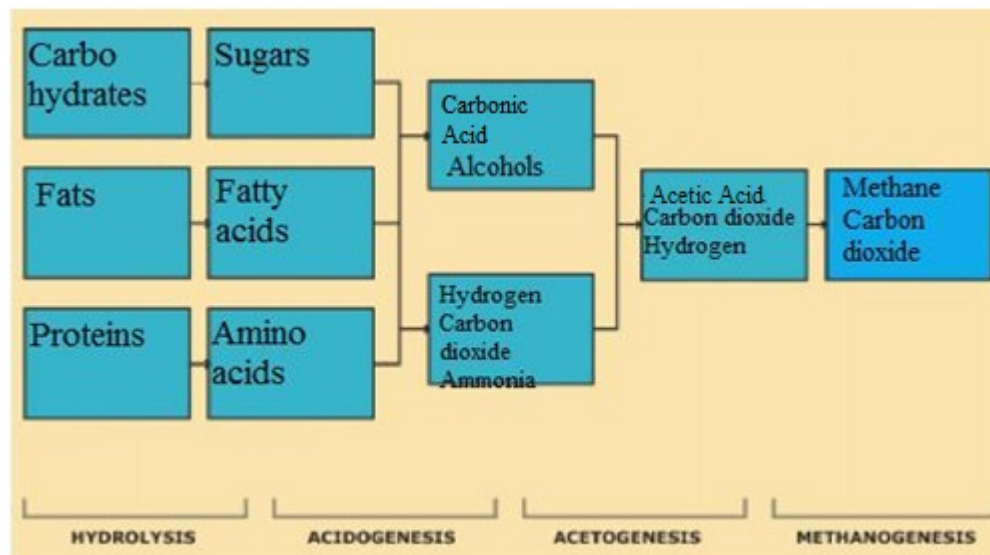 Carbo
hydrates
Sugars
Carbonic
Acid
Alcohols
Fats
Fatty
acids
Acetic Acid
Carbon dioxide
Hydrogen
Methane
Carbon
dioxide
Hydrogen
Carbon
dioxide
Ammonia
Proteins
Amino
acids
HYDROLYSIS
ACIDOGENESIS
ACETOGENESIS
METHANOGENESIS